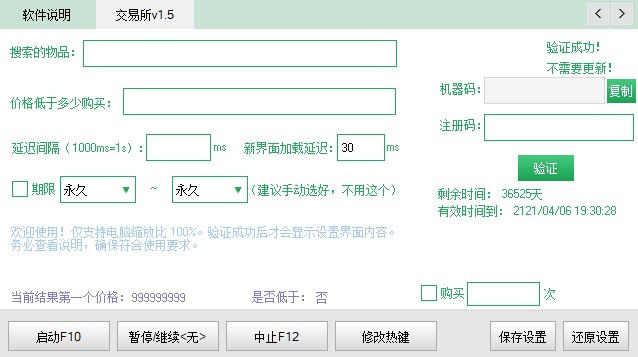 软件说明 交易所v1.5
搜索的物品：
验证成功！
不需要更新！
机器码： 复制
价格低于多少购买：
注册码：
延迟间隔（1000ms=1s）： ms 新界面加载延迟： 30 ms
验证
期限 永久 ~ 永久 （建议手动选好，不用这个）
剩余时间： 36525天
有效时间到： 2121/04/06 19:30:28
欢迎使用！仅支持电脑缩放比 100%。验证成功后才会显示设置界面内容。
务必查看说明，确保符合使用要求。
当前结果第一个价格：999999999 是否低于： 否
购买 次
启动F10 暂停/继续<无> 中止F12 修改热键 保存设置 还原设置